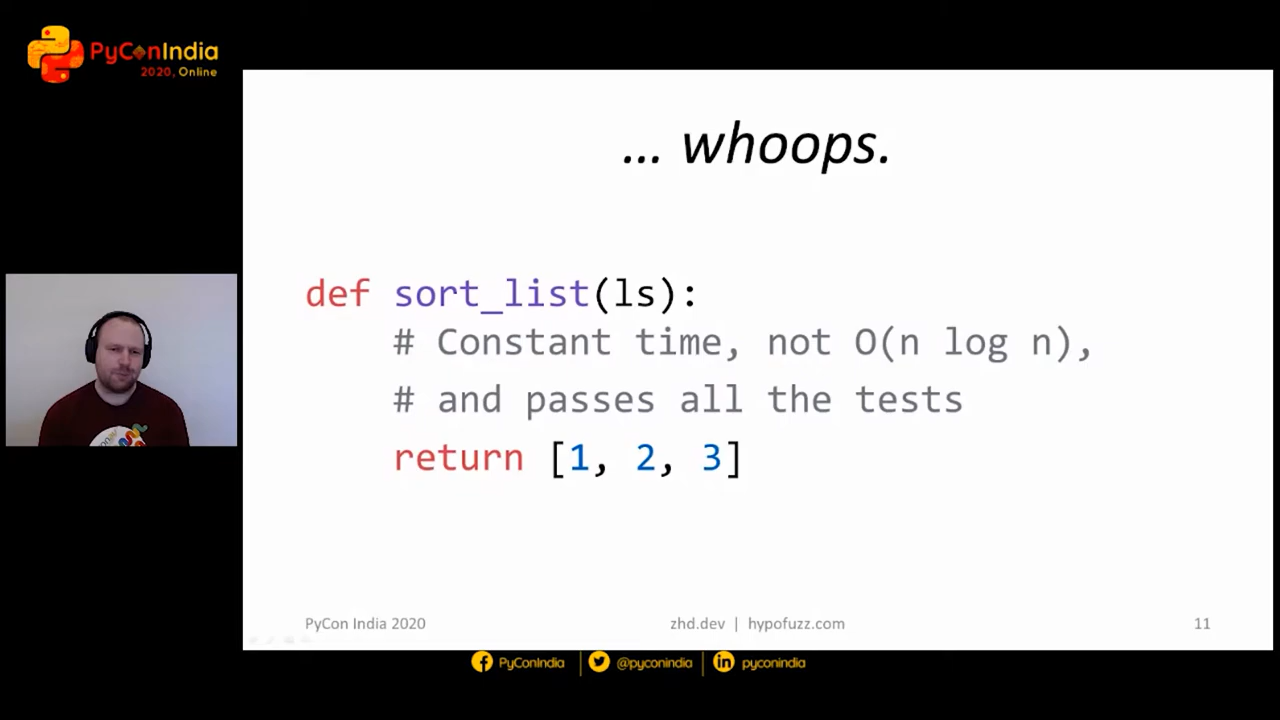 PyConIndia
2020, Online
… whoops.
def sort_list(ls):
# Constant time, not O(n log n),
# and passes all the tests
return [1, 2, 3]
PyCon India 2020
zhd.dev | hypofuzz.com
11
PyConIndia
@pyconindia
pyconindia